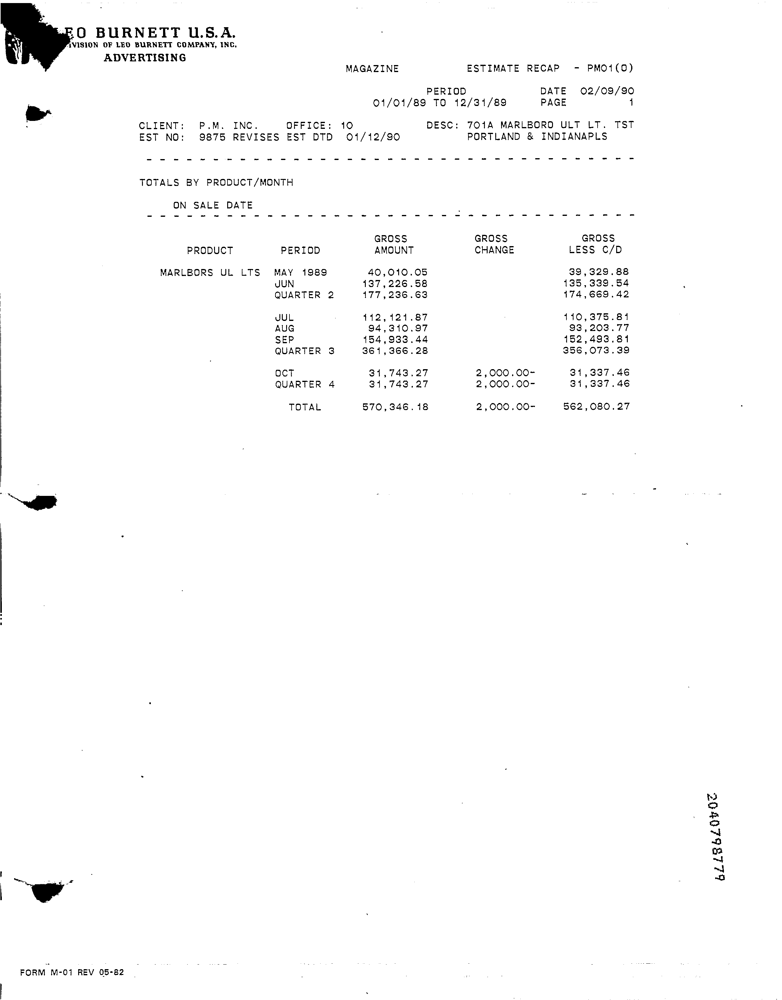 EO BURNETT U.S.A.
VISION OF LEO BURNETT COMPANY, INC.
ADVERTISING
MAGAZINE ESTIMATE RECAP - PM01(0)
PERIOD DATE 02/09/90
01/01/89 TO 12/31/89 PAGE 1
CLIENT: P.M. INC. OFFICE: 10 DESC: 701A MARLBORO ULT LT. TST
EST NO: 9875 REVISES EST DTD 01/12/90 PORTLAND & INDIANAPLS
TOTALS BY PRODUCT/MONTH
ON SALE DATE
GROSS GROSS GROSS
PRODUCT PERIOD AMOUNT CHANGE LESS C/D
MARLBORS UL LTS MAY 1989 40,010.05 39,329.88
JUN 137,226.58 135,339.54
QUARTER 2 177,236.63 174,669.42
JUL 112,121.87 110,375.81
AUG 94,310.97 93,203.77
SEP 154,933.44 152,493.81
QUARTER 3 361,366.28 356,073.39
OCT 31,743.27 2,000.00- 31,337.46
QUARTER 4 31,743.27 2,000.00- 31,337.46
TOTAL 570,346.18 2,000.00- 562,080.27
2040798779
FORM M-01 REV 05-82